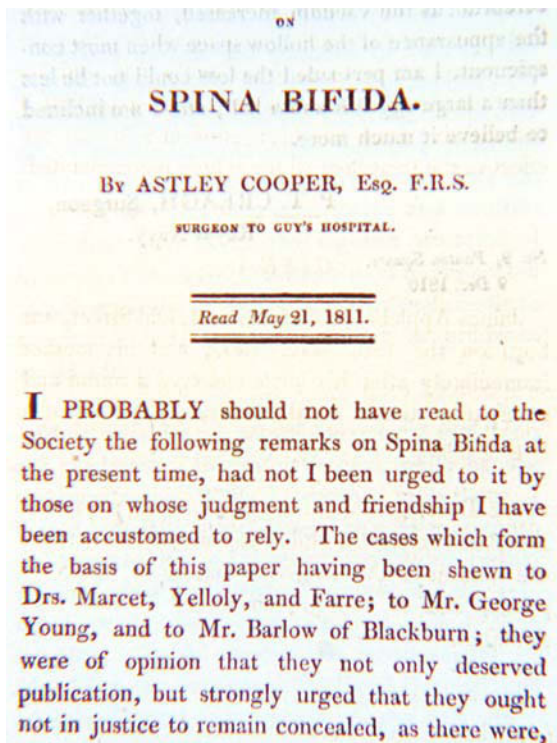 ON
SPINA BIFIDA.
By ASTLEY COOPER, Esq. F.R.S.
SURGEON TO GUY'S HOSPITAL.
Read May 21, 1811.
I PROBABLY should not have read to the
Society the following remarks on Spina Bifida at
the present time, had not I been urged to it by
those on whose judgment and friendship I have
been accustomed to rely. The cases which form
the basis of this paper having been shewn to
Drs. Marcet, Yelloly, and Farre; to Mr. George
Young, and to Mr. Barlow of Blackburn; they
were of opinion that they not only deserved
publication, but strongly urged that they ought
not in justice to remain concealed, as there were,